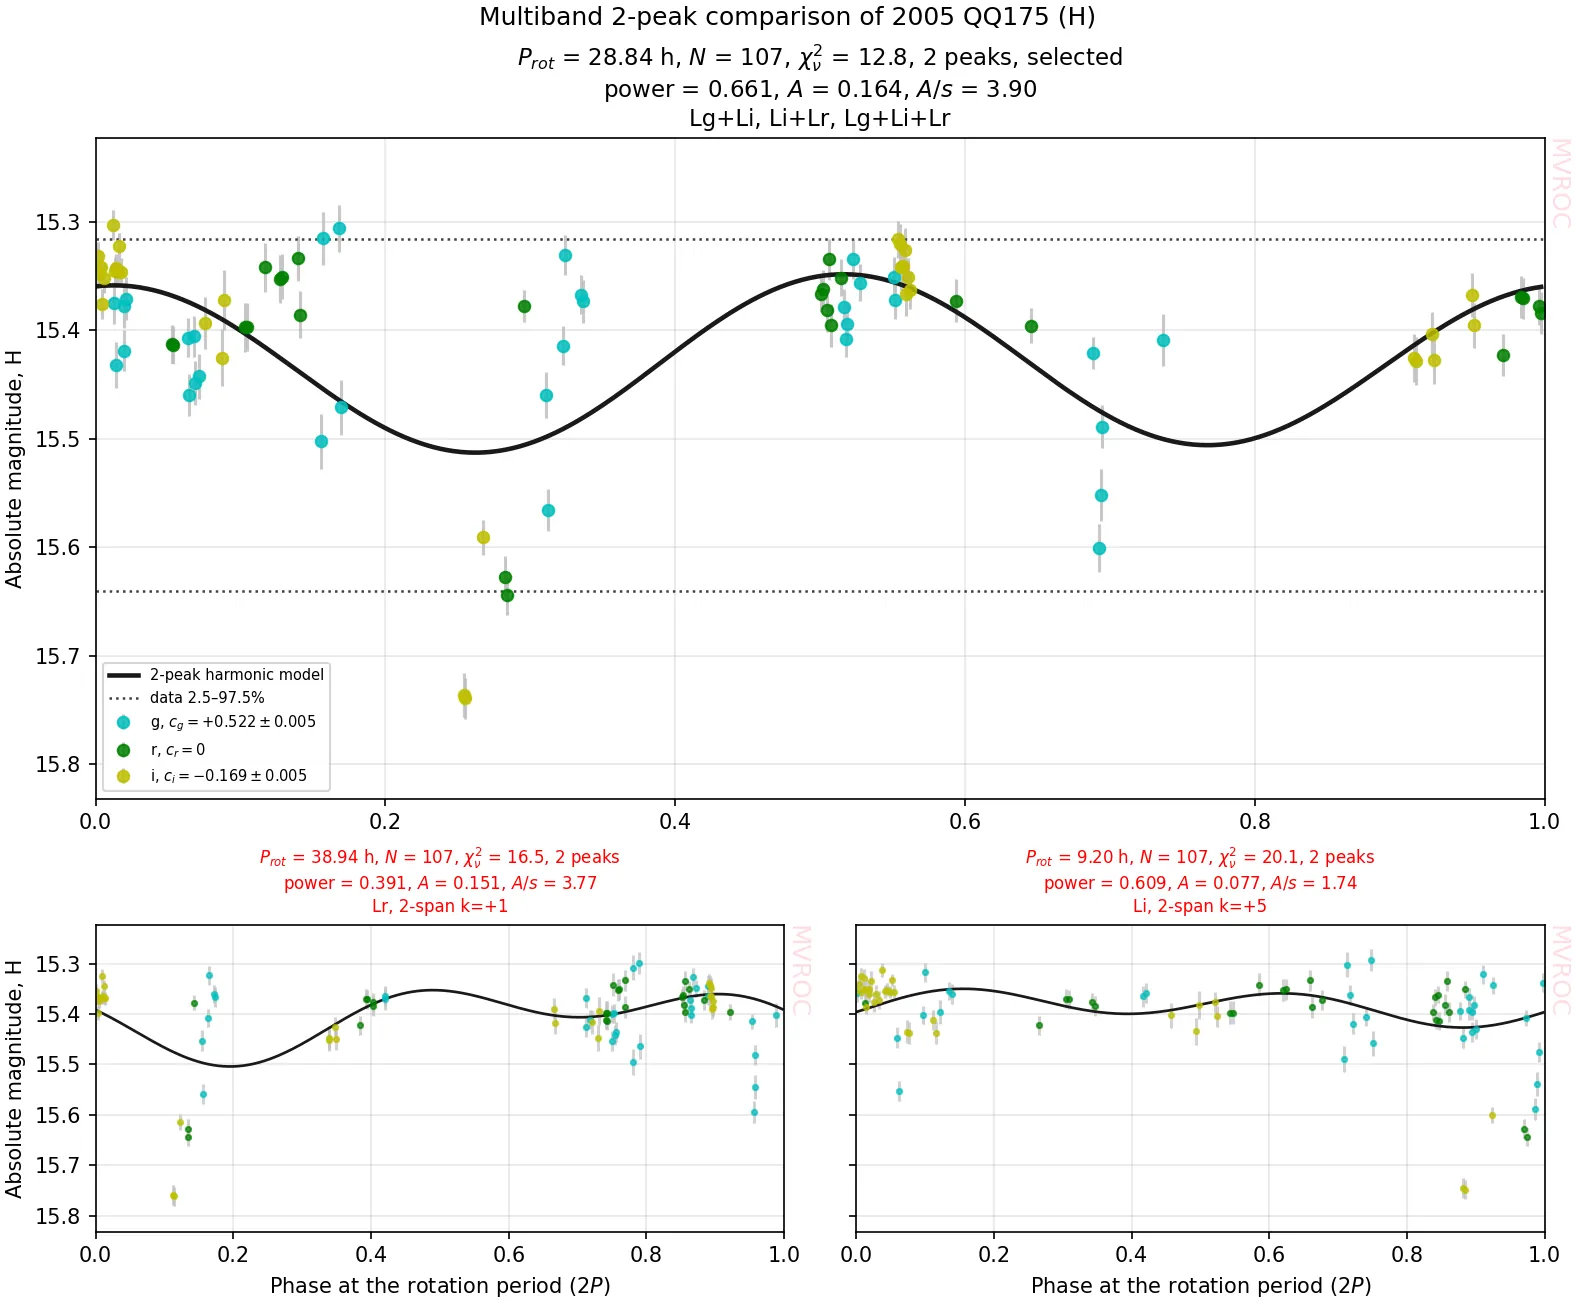 Multiband 2-peak comparison of 2005 QQ175 (H)
P_rot = 28.84 h, N = 107, χ²_ν = 12.8, 2 peaks, selected
power = 0.661, A = 0.164, A/s = 3.90
Lg+Li, Li+Lr, Lg+Li+Lr
MVROC
Absolute magnitude, H
15.3
15.4
15.5
15.6
15.7
15.8
2-peak harmonic model
data 2.5–97.5%
g, c_g = +0.522 ± 0.005
r, c_r = 0
i, c_i = −0.169 ± 0.005
0.0 0.2 0.4 0.6 0.8 1.0
P_rot = 38.94 h, N = 107, χ²_ν = 16.5, 2 peaks
power = 0.391, A = 0.151, A/s = 3.77
Lr, 2-span k=+1
MVROC
Absolute magnitude, H
15.3
15.4
15.5
15.6
15.7
15.8
0.0 0.2 0.4 0.6 0.8 1.0
Phase at the rotation period (2P)
P_rot = 9.20 h, N = 107, χ²_ν = 20.1, 2 peaks
power = 0.609, A = 0.077, A/s = 1.74
Li, 2-span k=+5
MVROC
0.0 0.2 0.4 0.6 0.8 1.0
Phase at the rotation period (2P)